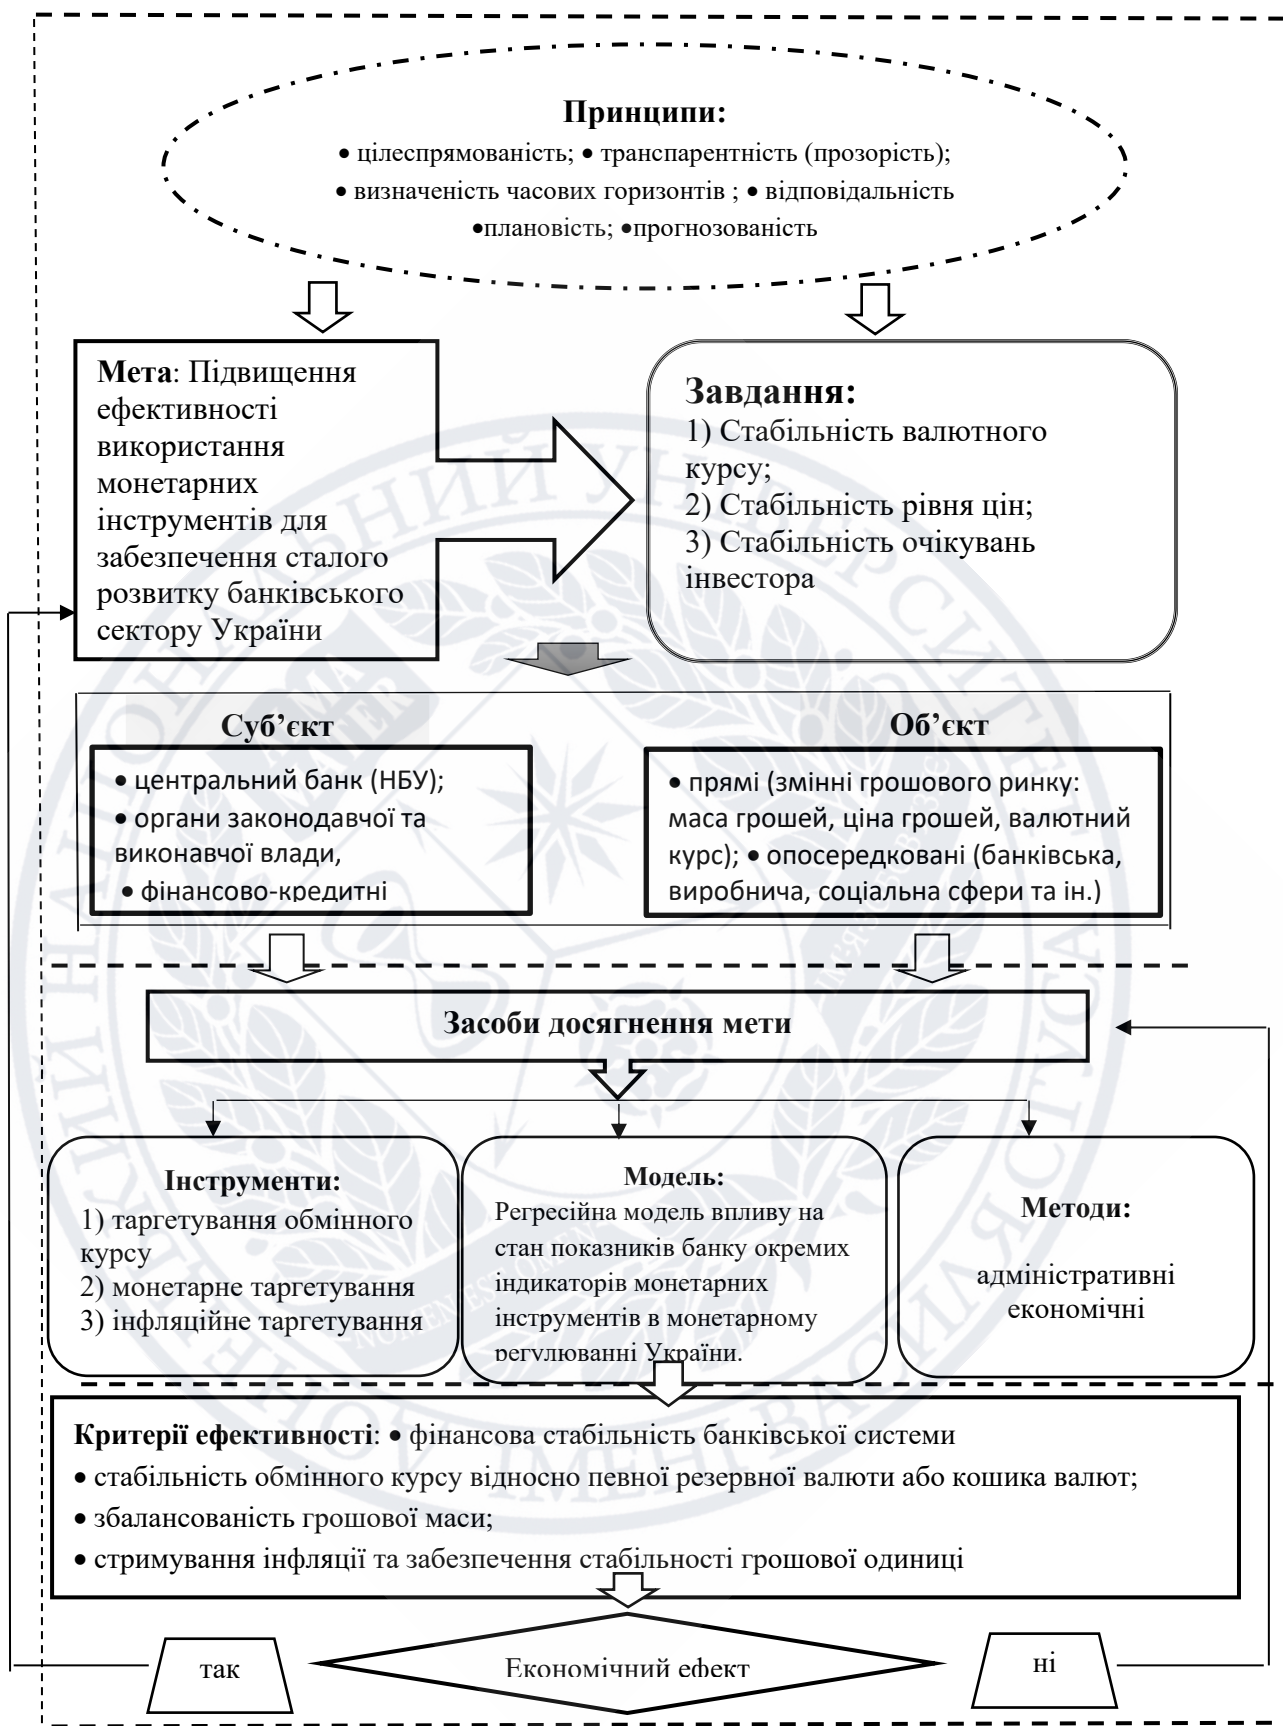 Принципи:
● цілеспрямованість; ● транспарентність (прозорість);
● визначеність часових горизонтів ; ● відповідальність
●плановість; ●прогнозованість
Мета: Підвищення
ефективності
використання
монетарних
інструментів для
забезпечення сталого
розвитку банківського
сектору України
Завдання:
1) Стабільність валютного
курсу;
2) Стабільність рівня цін;
3) Стабільність очікувань
інвестора
Суб’єкт
● центральний банк (НБУ);
● органи законодавчої та
виконавчої влади,
● фінансово-кредитні
Об’єкт
● прямі (змінні грошового ринку:
маса грошей, ціна грошей, валютний
курс); ● опосередковані (банківська,
виробнича, соціальна сфери та ін.)
Засоби досягнення мети
Інструменти:
1) таргетування обмінного
курсу
2) монетарне таргетування
3) інфляційне таргетування
Модель:
Регресійна модель впливу на
стан показників банку окремих
індикаторів монетарних
інструментів в монетарному
регулюванні України.
Методи:
адміністративні
економічні
Критерії ефективності: ● фінансова стабільність банківської системи
● стабільність обмінного курсу відносно певної резервної валюти або кошика валют;
● збалансованість грошової маси;
● стримування інфляції та забезпечення стабільності грошової одиниці
так
Економічний ефект
ні